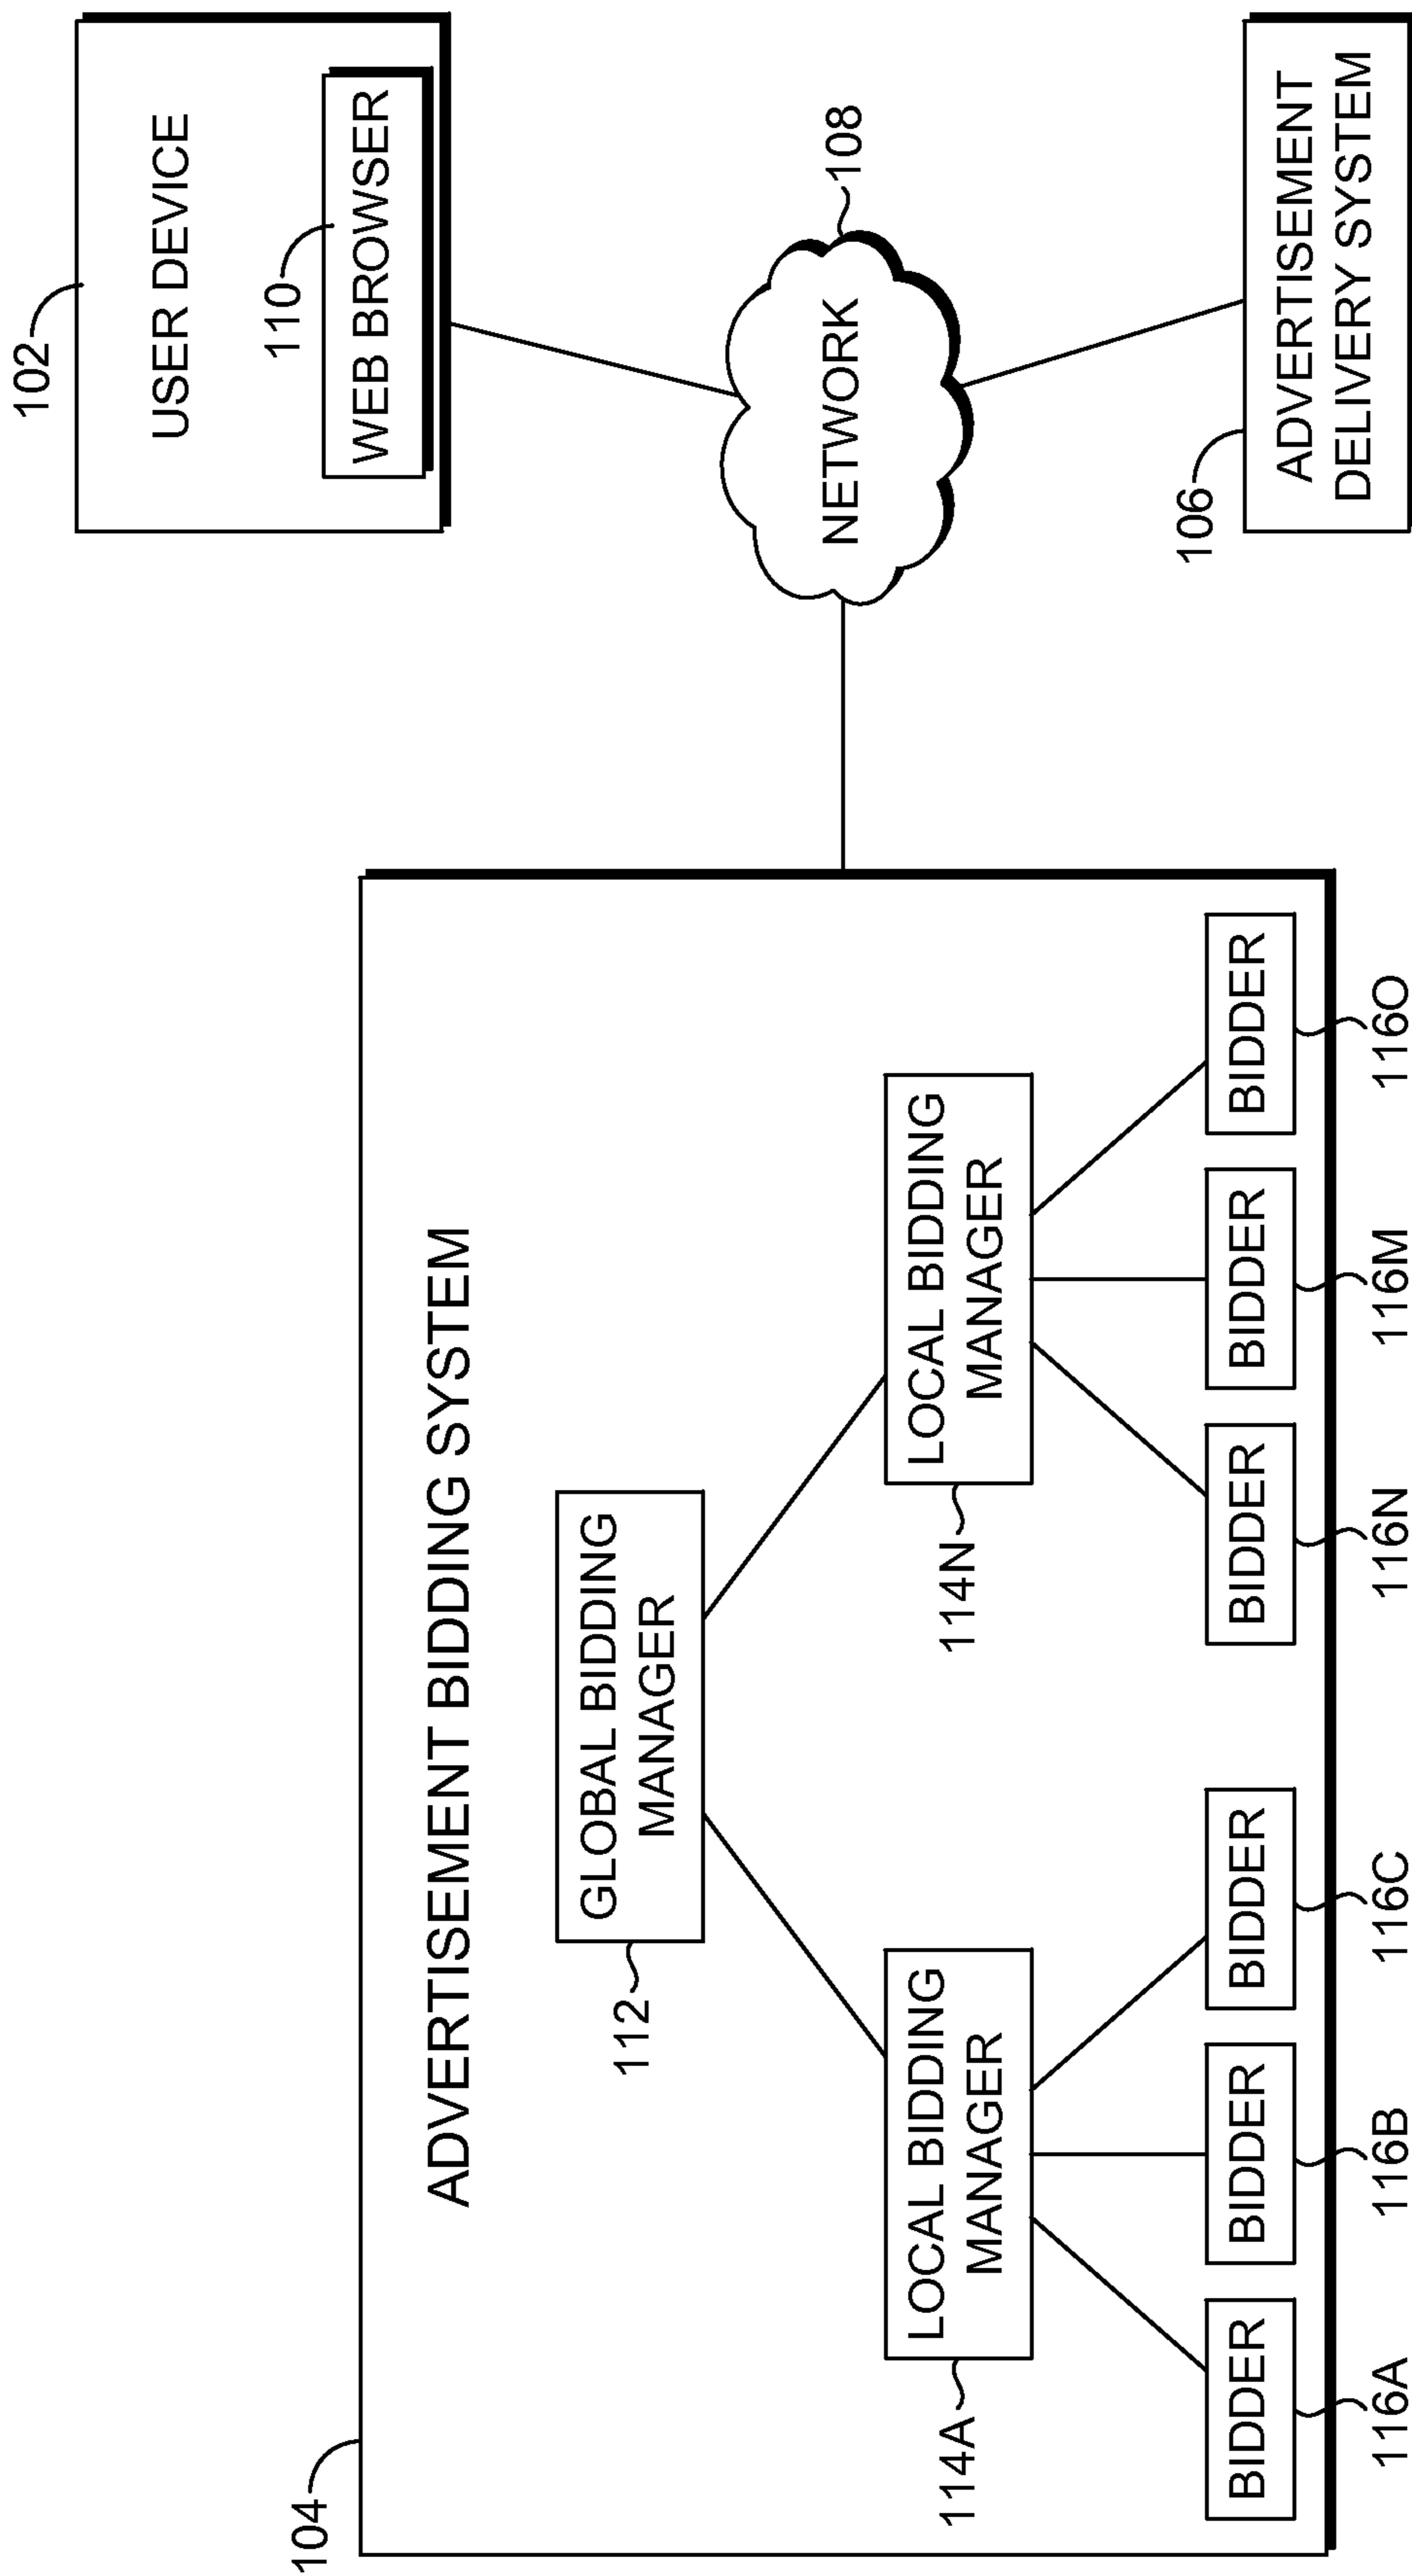 104
ADVERTISEMENT BIDDING SYSTEM
112
GLOBAL BIDDING
MANAGER
114A
LOCAL BIDDING
MANAGER
114N
LOCAL BIDDING
MANAGER
BIDDER
BIDDER
BIDDER
BIDDER
BIDDER
BIDDER
116A
116B
116C
116N
116M
116O
102
USER DEVICE
110
WEB BROWSER
108
NETWORK
106
ADVERTISEMENT
DELIVERY SYSTEM